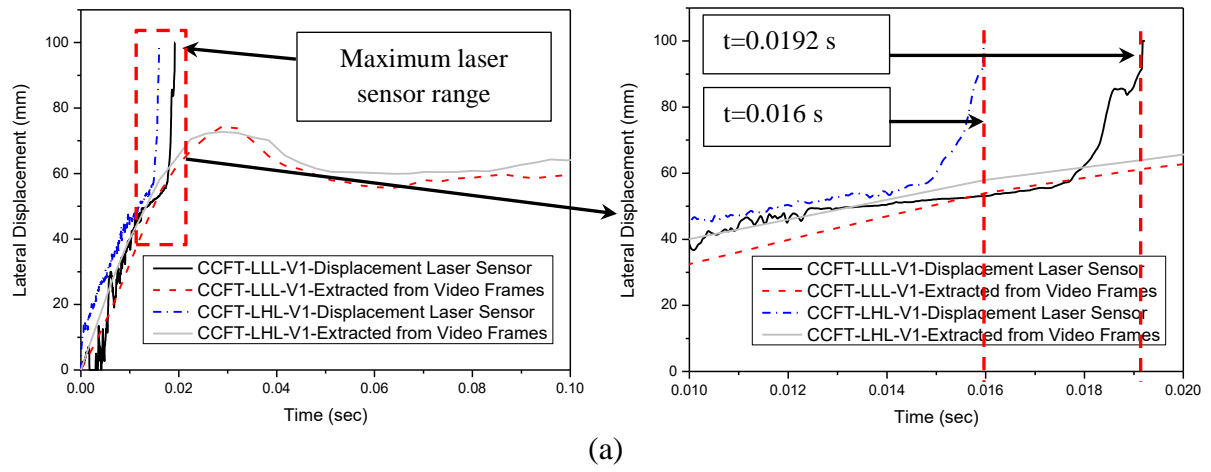 100
80
60
40
20
0
Lateral Displacement (mm)
Maximum laser
sensor range
CCFT-LLL-V1-Displacement Laser Sensor
CCFT-LLL-V1-Extracted from Video Frames
CCFT-LHL-V1-Displacement Laser Sensor
CCFT-LHL-V1-Extracted from Video Frames
0.00 0.02 0.04 0.06 0.08 0.10
Time (sec)
100
80
60
40
20
0
Lateral Displacement (mm)
t=0.0192 s
t=0.016 s
CCFT-LLL-V1-Displacement Laser Sensor
CCFT-LLL-V1-Extracted from Video Frames
CCFT-LHL-V1-Displacement Laser Sensor
CCFT-LHL-V1-Extracted from Video Frames
0.010 0.012 0.014 0.016 0.018 0.020
Time (sec)
(a)